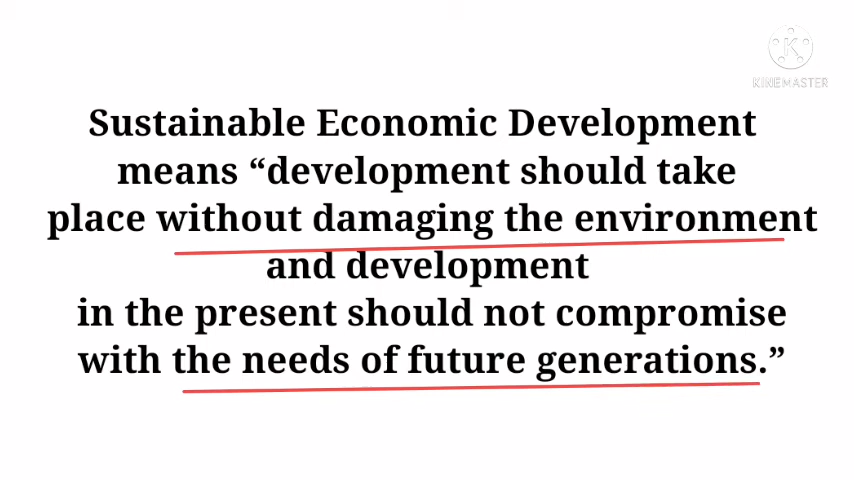 KINEMASTER
Sustainable Economic Development
means “development should take
place without damaging the environment
and development
in the present should not compromise
with the needs of future generations.”